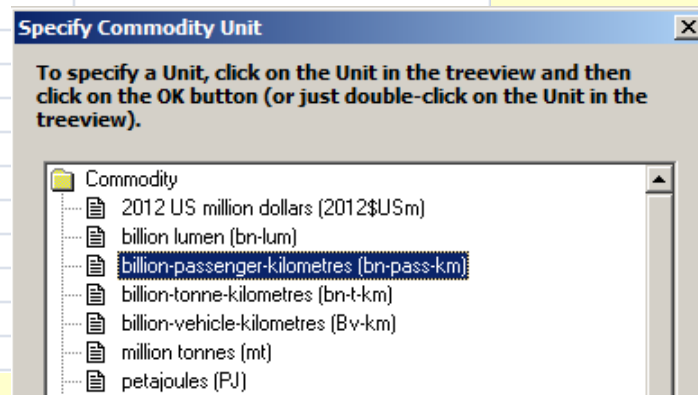 Specify Commodity Unit
To specify a Unit, click on the Unit in the treeview and then
click on the OK button (or just double-click on the Unit in the
treeview).
Commodity
2012 US million dollars (2012$USm)
billion lumen (bn-lum)
billion-passenger-kilometres (bn-pass-km)
billion-tonne-kilometres (bn-t-km)
billion-vehicle-kilometres (Bv-km)
million tonnes (mt)
petajoules (PJ)